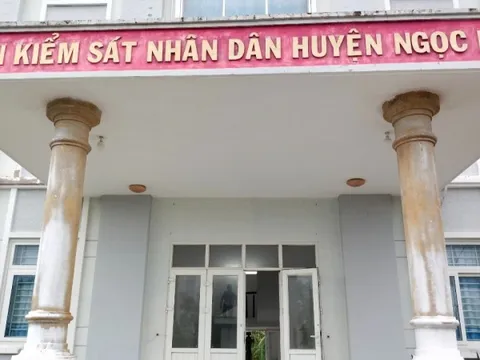 KIỂM SÁT NHÂN DÂN HUYỆN NGỌC